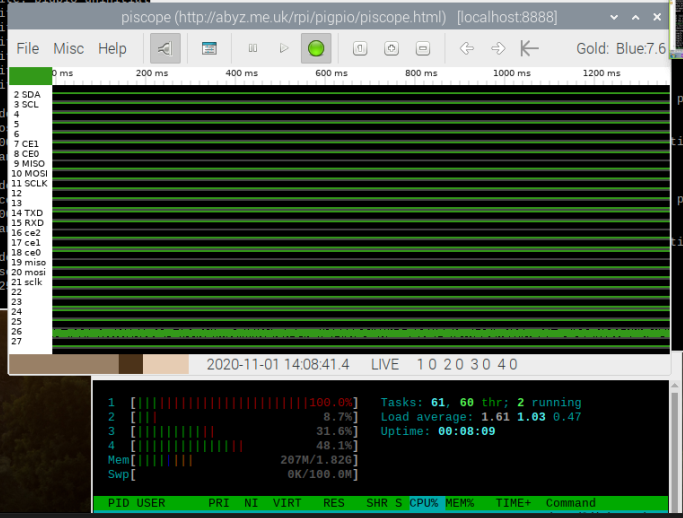 piscope (http://abyz.me.uk/rpi/pigpio/piscope.html) [localhost:8888]
File Misc Help Gold: Blue:7.6
0 ms 200 ms 400 ms 600 ms 800 ms 1000 ms 1200 ms
2 SDA
3 SCL
4
5
6
7 CE1
8 CE0
9 MISO
10 MOSI
11 SCLK
12
13
14 TXD
15 RXD
16 ce2
17 ce1
18 ce0
19 miso
20 mosi
21 sclk
22
23
24
25
26
27
2020-11-01 14:08:41.4 LIVE 1 0 2 0 3 0 4 0
1 [ 100.0%] Tasks: 61, 60 thr; 2 running
2 [ 8.7%] Load average: 1.61 1.03 0.47
3 [ 31.6%] Uptime: 00:08:09
4 [ 48.1%]
Mem[ 207M/1.82G]
Swp[ 0K/100.0M]
PID USER PRI NI VIRT RES SHR S CPU% MEM% TIME+ Command